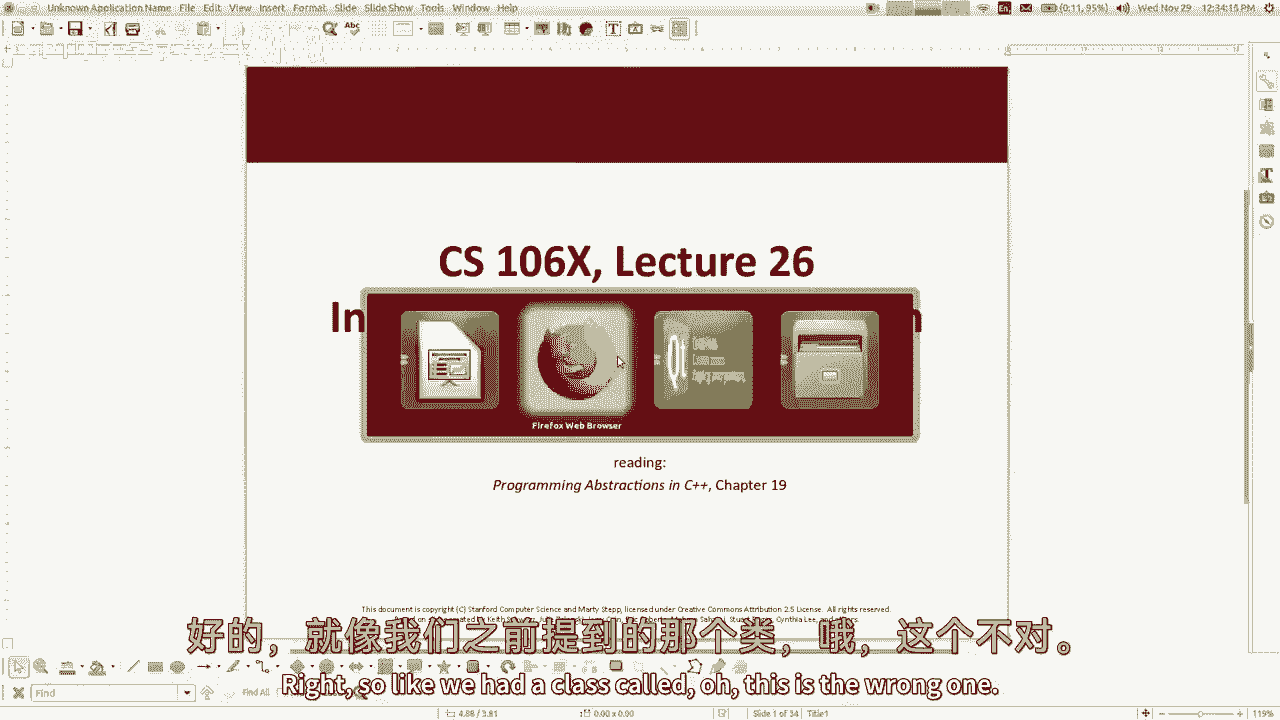 Unknown Application Name File Edit View Insert Format Slide Slide Show Tools Window Help
En (0:11, 95%) Wed Nov 29 12:34:15 PM
Abc
CS 106X, Lecture 26
In
Qt
Firefox Web Browser
reading:
Programming Abstractions in C++, Chapter 19
This document is copyright (C) Stanford Computer Science and Marty Stepp, licensed under Creative Commons Attribution 2.5 License. All rights reserved.
Cynthia Lee, and
好的，就像我们之前提到的那个类，哦，这个不对。
Right, so like we had a class called, oh, this is the wrong one.
Find
Find All
4.88 / 3.81 0.00 x 0.00 Slide 1 of 34 Title1 119%